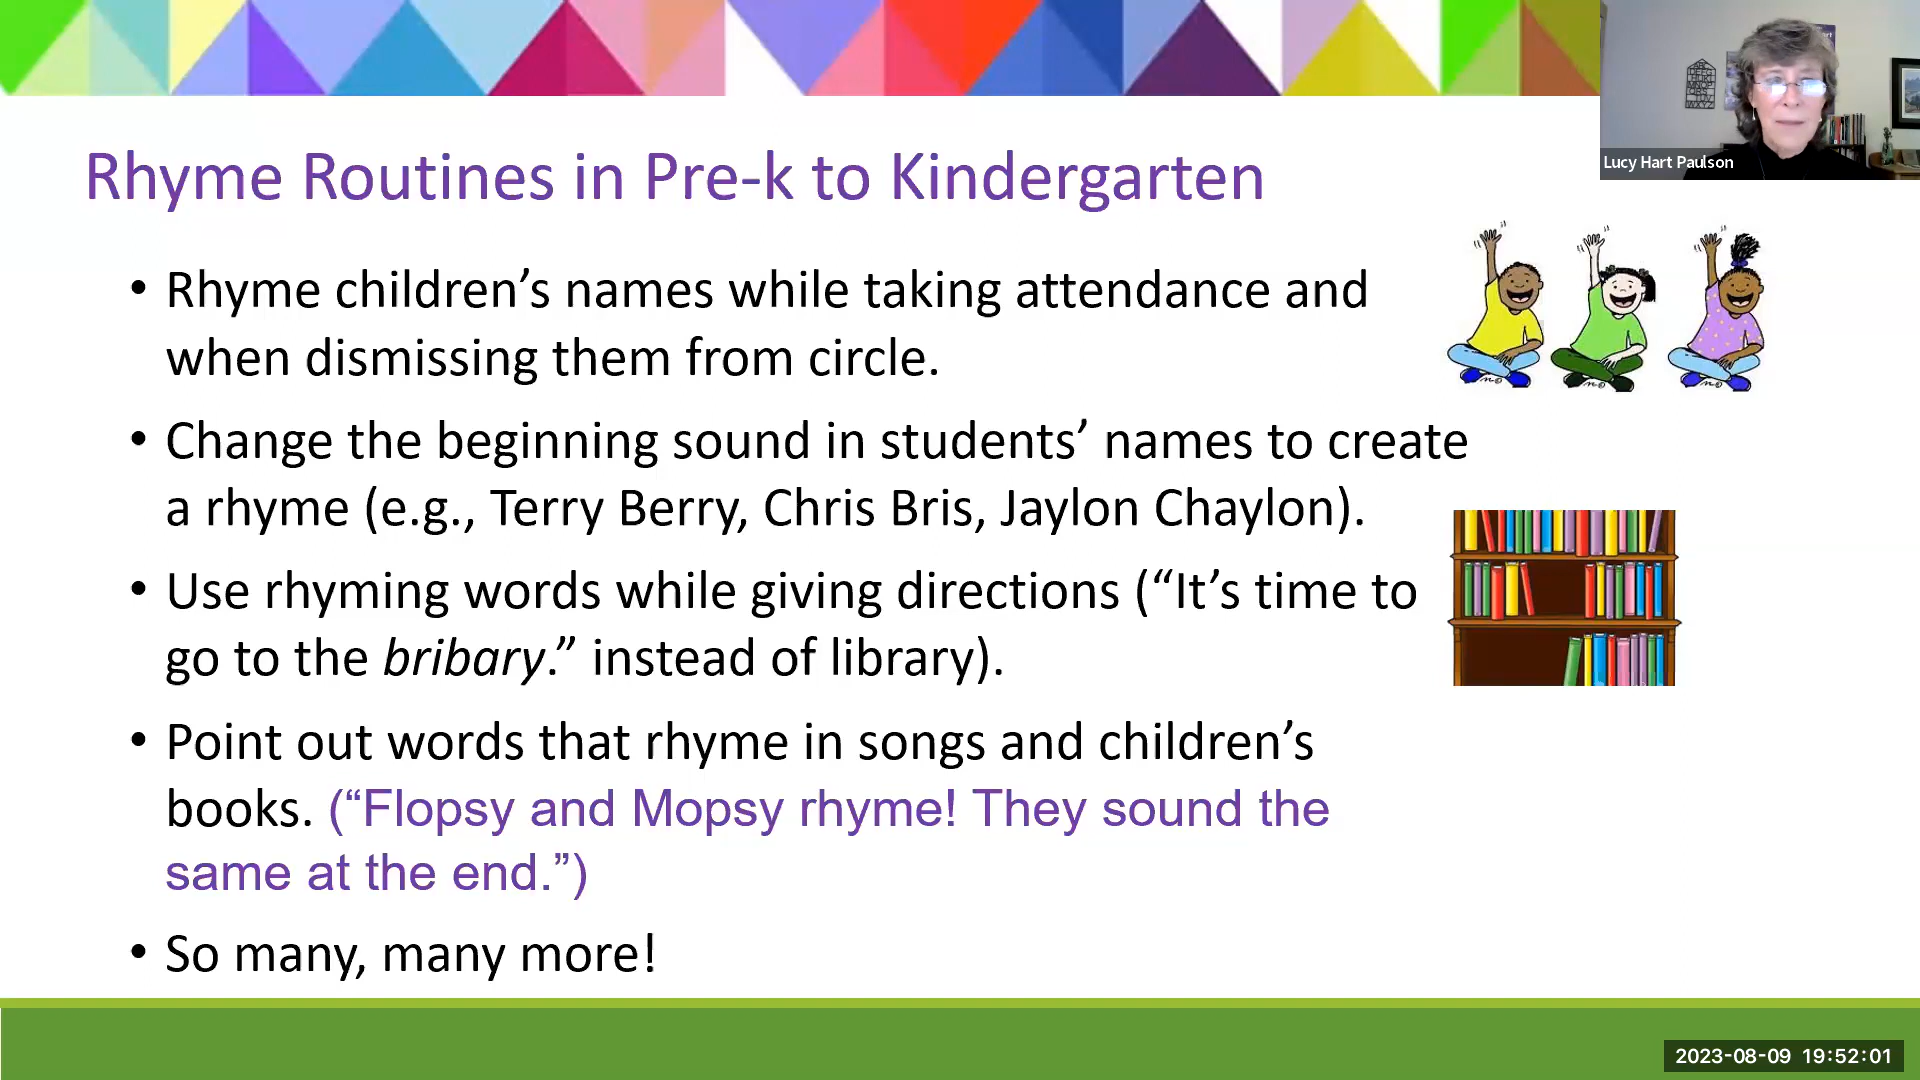 Lucy Hart Paulson
Rhyme Routines in Pre-k to Kindergarten
• Rhyme children’s names while taking attendance and
when dismissing them from circle.
• Change the beginning sound in students’ names to create
a rhyme (e.g., Terry Berry, Chris Bris, Jaylon Chaylon).
• Use rhyming words while giving directions (“It’s time to
go to the bribary.” instead of library).
• Point out words that rhyme in songs and children’s
books. (“Flopsy and Mopsy rhyme! They sound the
same at the end.”)
• So many, many more!
2023-08-09 19:52:01